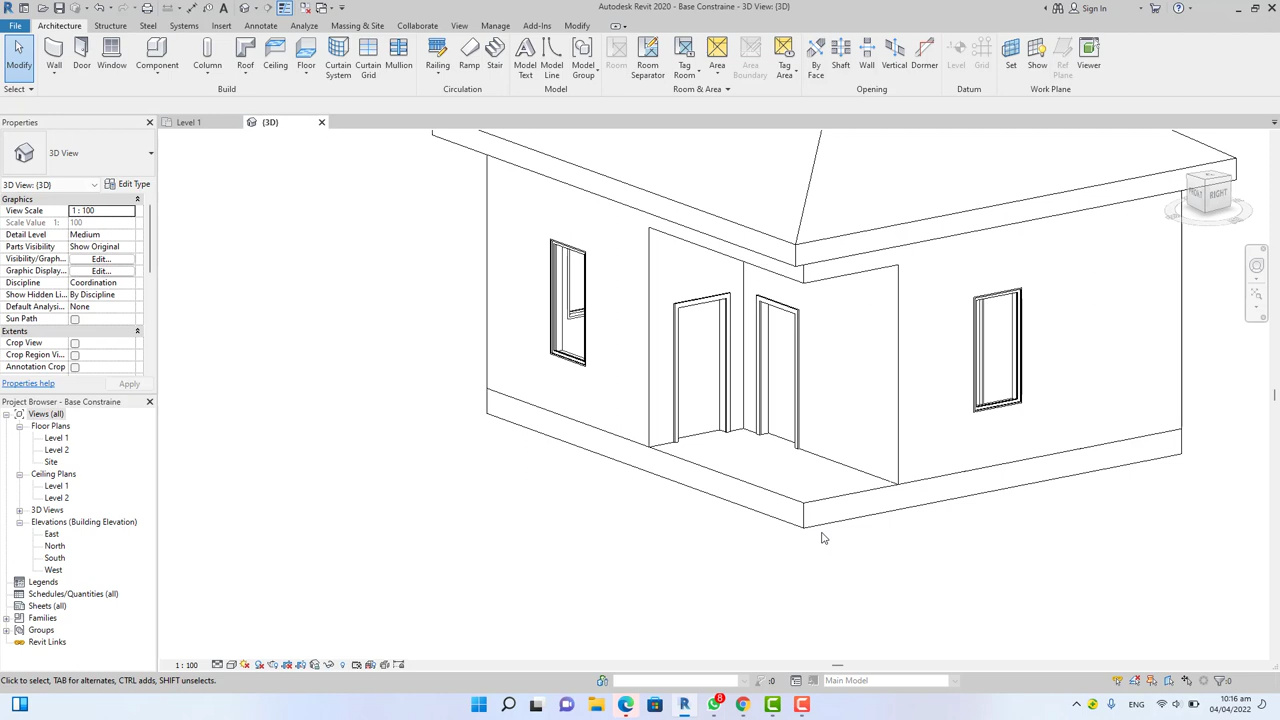 Autodesk Revit 2020 - Base Constraine - 3D View: {3D}
Sign In
File Architecture Structure Steel Systems Insert Annotate Analyze Massing & Site Collaborate View Manage Add-Ins Modify
Modify Wall Door Window Component Column Roof Ceiling Floor Curtain System Curtain Grid Mullion Railing Ramp Stair Model Text Model Line Model Group Room Room Separator Tag Room Area Area Boundary Tag Area By Face Shaft Wall Vertical Dormer Level Grid Set Show Ref Plane Viewer
Select Build Circulation Model Room & Area Opening Datum Work Plane
Properties
Level 1
{3D}
3D View
3D View: {3D}
Edit Type
Graphics
View Scale 1 : 100
Scale Value 1: 100
Detail Level Medium
Parts Visibility Show Original
Visibility/Graph... Edit...
Graphic Display... Edit...
Discipline Coordination
Show Hidden Li... By Discipline
Default Analysi... None
Sun Path
Extents
Crop View
Crop Region Vi...
Annotation Crop
Properties help
Apply
Project Browser - Base Constraine
Views (all)
Floor Plans
Level 1
Level 2
Site
Ceiling Plans
Level 1
Level 2
3D Views
Elevations (Building Elevation)
East
North
South
West
Legends
Schedules/Quantities (all)
Sheets (all)
Families
Groups
Revit Links
FRONT RIGHT
1 : 100
Click to select, TAB for alternates, CTRL adds, SHIFT unselects.
:0
Main Model
:0
8
ENG
10:16 am
04/04/2022